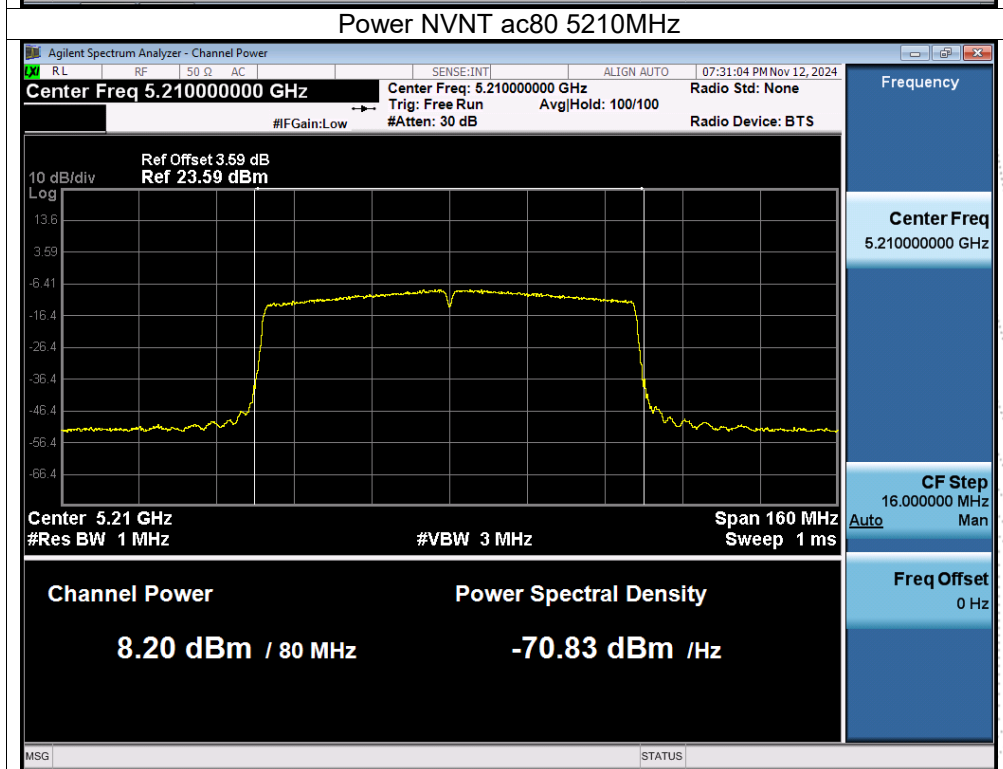 Power NVNT ac80 5210MHz
Agilent Spectrum Analyzer - Channel Power
LXI RL RF 50 Ω AC SENSE:INT ALIGN AUTO 07:31:04 PM Nov 12, 2024
Center Freq 5.210000000 GHz
Center Freq: 5.210000000 GHz Radio Std: None
Trig: Free Run Avg|Hold: 100/100
#IFGain:Low #Atten: 30 dB Radio Device: BTS
Ref Offset 3.59 dB
10 dB/div Ref 23.59 dBm
Log
13.6
3.59
-6.41
-16.4
-26.4
-36.4
-46.4
-56.4
-66.4
Center 5.21 GHz Span 160 MHz
#Res BW 1 MHz #VBW 3 MHz Sweep 1 ms
Channel Power Power Spectral Density
8.20 dBm / 80 MHz -70.83 dBm /Hz
MSG STATUS
Frequency
Center Freq
5.210000000 GHz
CF Step
16.000000 MHz
Auto Man
Freq Offset
0 Hz